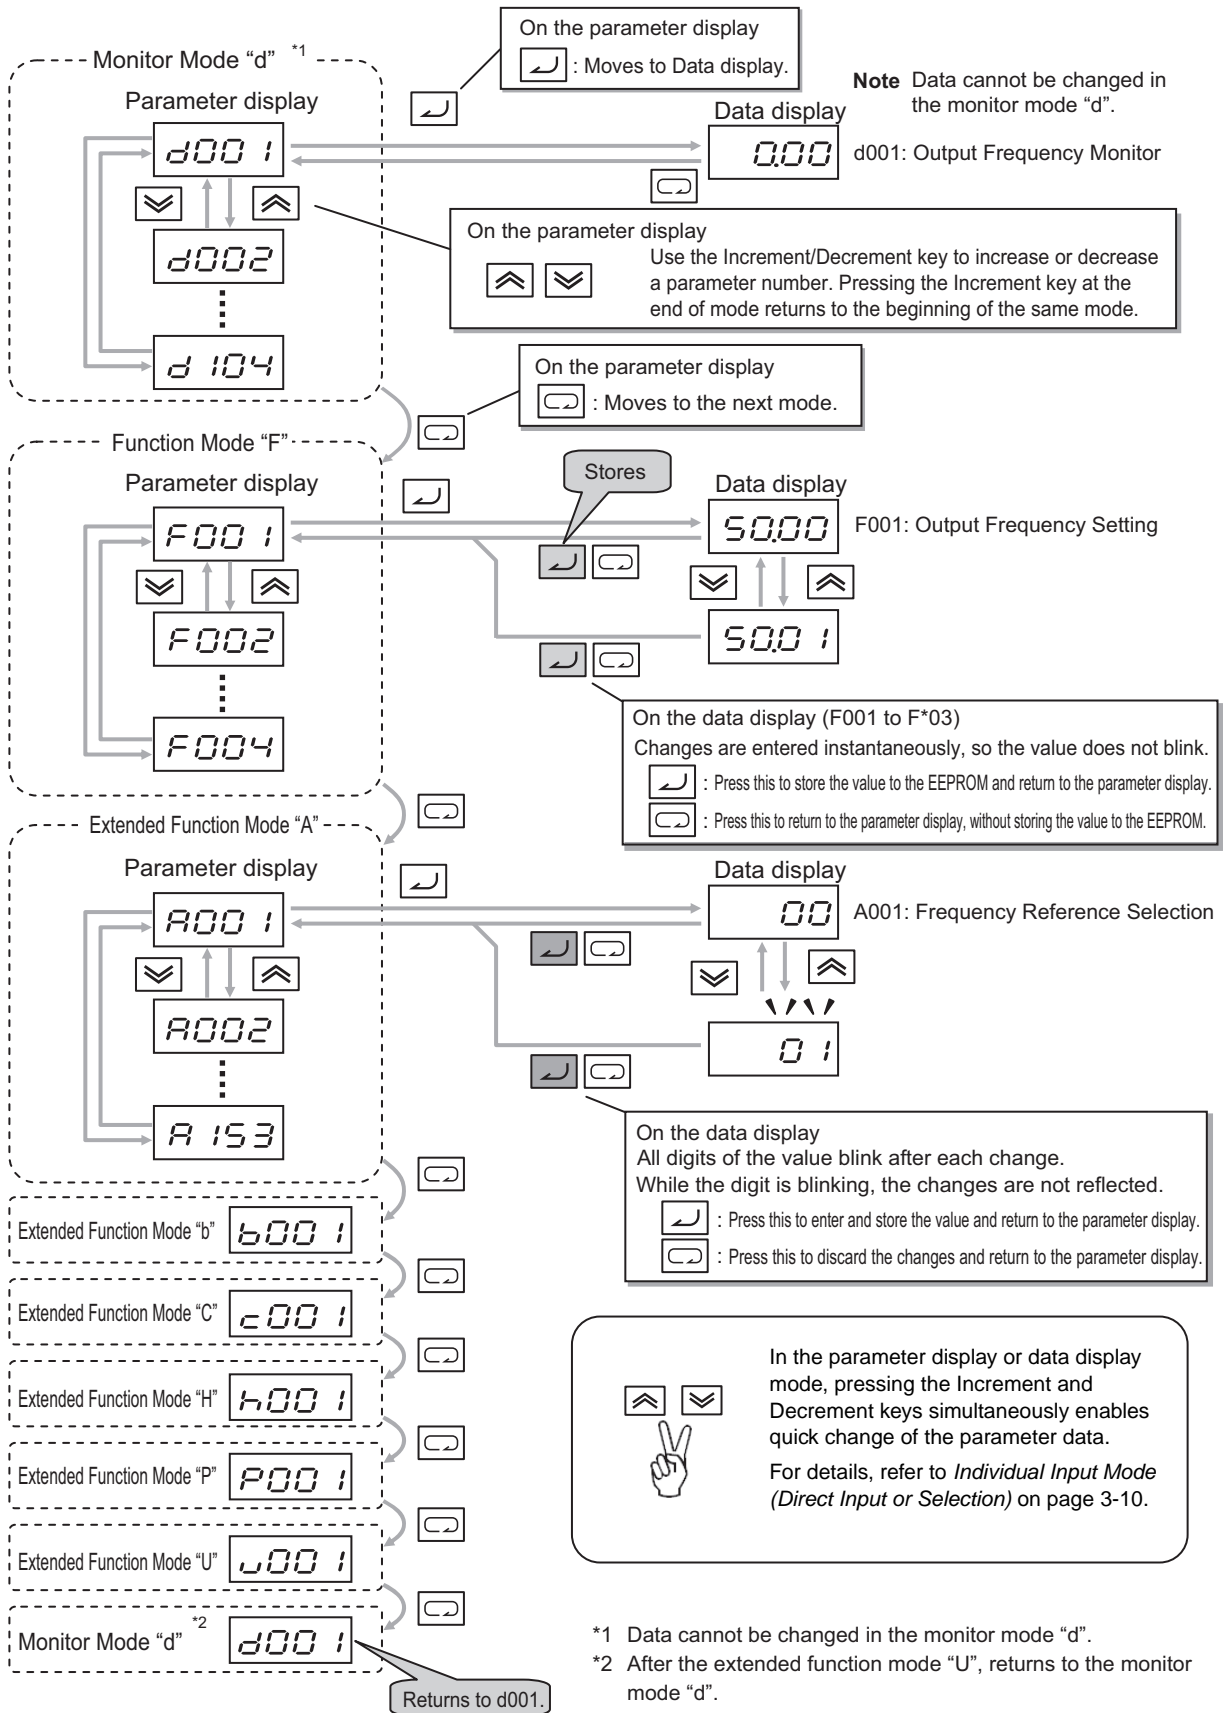 On the parameter display
: Moves to Data display.
Monitor Mode “d” *1
Parameter display
Note Data cannot be changed in
the monitor mode “d”.
Data display
d001
0.00
d001: Output Frequency Monitor
d002
d104
On the parameter display
Use the Increment/Decrement key to increase or decrease
a parameter number. Pressing the Increment key at the
end of mode returns to the beginning of the same mode.
On the parameter display
: Moves to the next mode.
Function Mode “F”
Parameter display
Stores
Data display
F001
50.00
F001: Output Frequency Setting
F002
50.01
F004
On the data display (F001 to F*03)
Changes are entered instantaneously, so the value does not blink.
: Press this to store the value to the EEPROM and return to the parameter display.
: Press this to return to the parameter display, without storing the value to the EEPROM.
Extended Function Mode “A”
Parameter display
Data display
A001
00
A001: Frequency Reference Selection
A002
01
A153
On the data display
All digits of the value blink after each change.
While the digit is blinking, the changes are not reflected.
: Press this to enter and store the value and return to the parameter display.
: Press this to discard the changes and return to the parameter display.
Extended Function Mode “b” b001
Extended Function Mode “C” C001
Extended Function Mode “H” H001
Extended Function Mode “P” P001
Extended Function Mode “U” U001
Monitor Mode “d” *2 d001
Returns to d001.
In the parameter display or data display
mode, pressing the Increment and
Decrement keys simultaneously enables
quick change of the parameter data.
For details, refer to Individual Input Mode
(Direct Input or Selection) on page 3-10.
*1 Data cannot be changed in the monitor mode “d”.
*2 After the extended function mode “U”, returns to the monitor
mode “d”.